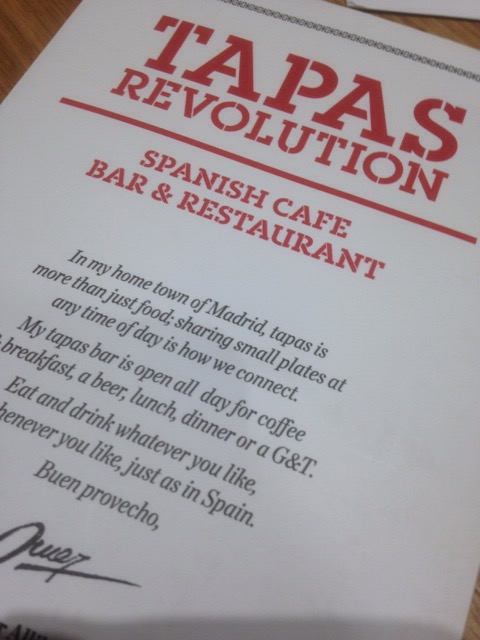 TAPAS
REVOLUTION
SPANISH CAFE
BAR & RESTAURANT
In my home town of Madrid, tapas is
more than just food; sharing small plates at
any time of day is how we connect.
My tapas bar is open all day for coffee
breakfast, a beer, lunch, dinner or a G&T.
Eat and drink whatever you like,
whenever you like, just as in Spain.
Buen provecho,